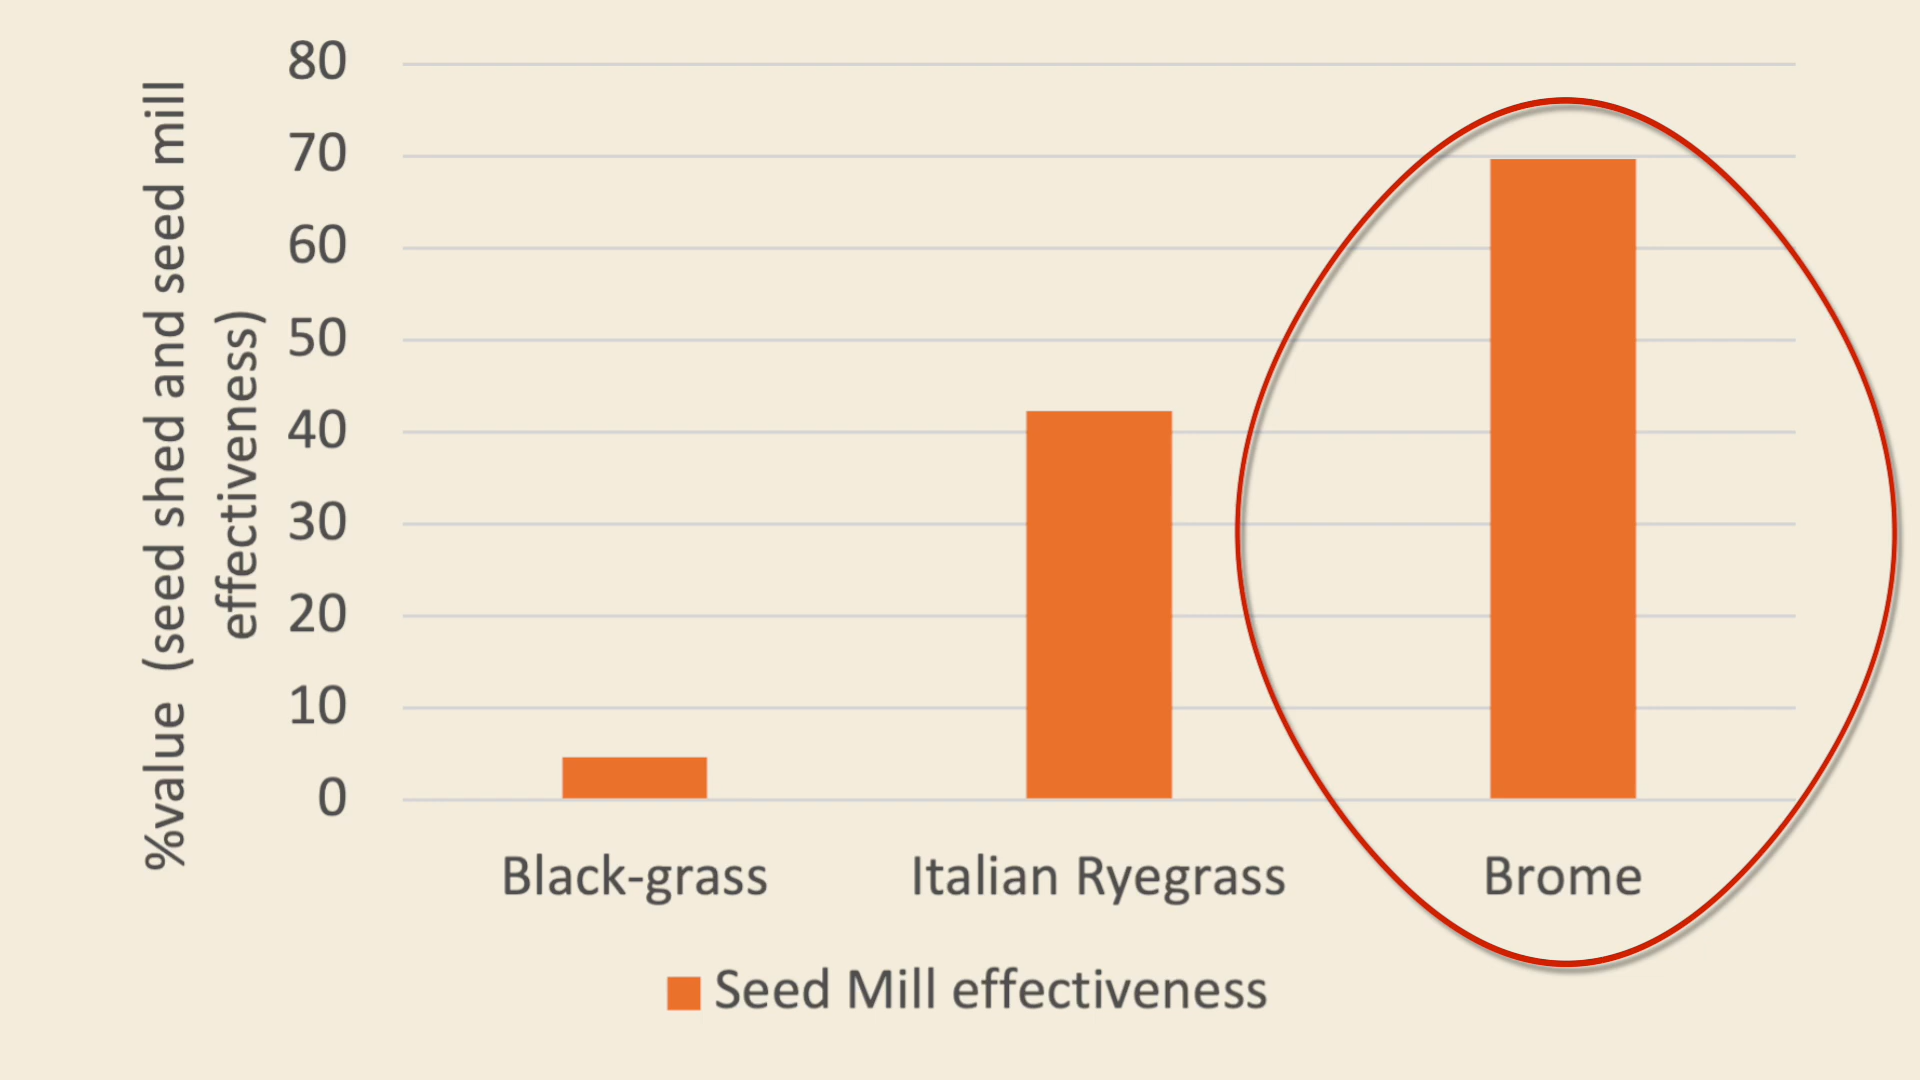 %value (seed shed and seed mill
effectiveness)
80
70
60
50
40
30
20
10
0
Black-grass
Italian Ryegrass
Brome
Seed Mill effectiveness